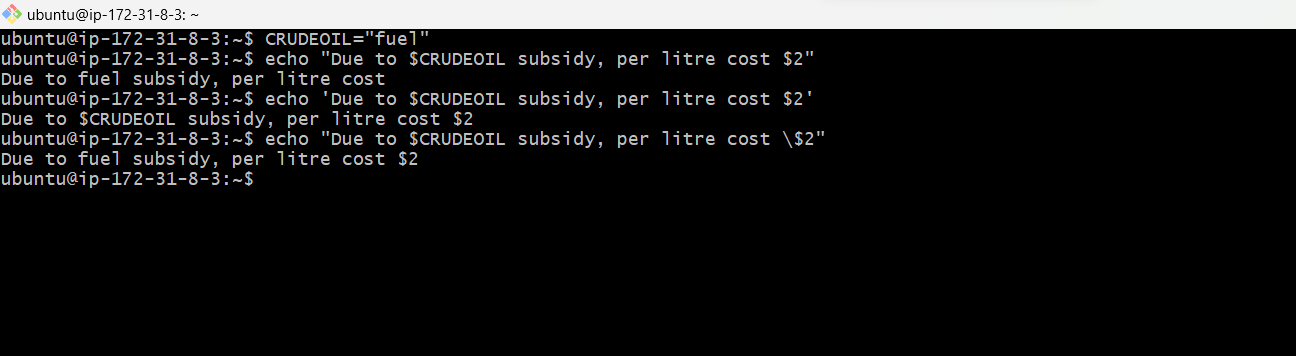 ubuntu@ip-172-31-8-3: ~
ubuntu@ip-172-31-8-3:~$ CRUDEOIL="fuel"
ubuntu@ip-172-31-8-3:~$ echo "Due to $CRUDEOIL subsidy, per litre cost $2"
Due to fuel subsidy, per litre cost
ubuntu@ip-172-31-8-3:~$ echo 'Due to $CRUDEOIL subsidy, per litre cost $2'
Due to $CRUDEOIL subsidy, per litre cost $2
ubuntu@ip-172-31-8-3:~$ echo "Due to $CRUDEOIL subsidy, per litre cost \$2"
Due to fuel subsidy, per litre cost $2
ubuntu@ip-172-31-8-3:~$